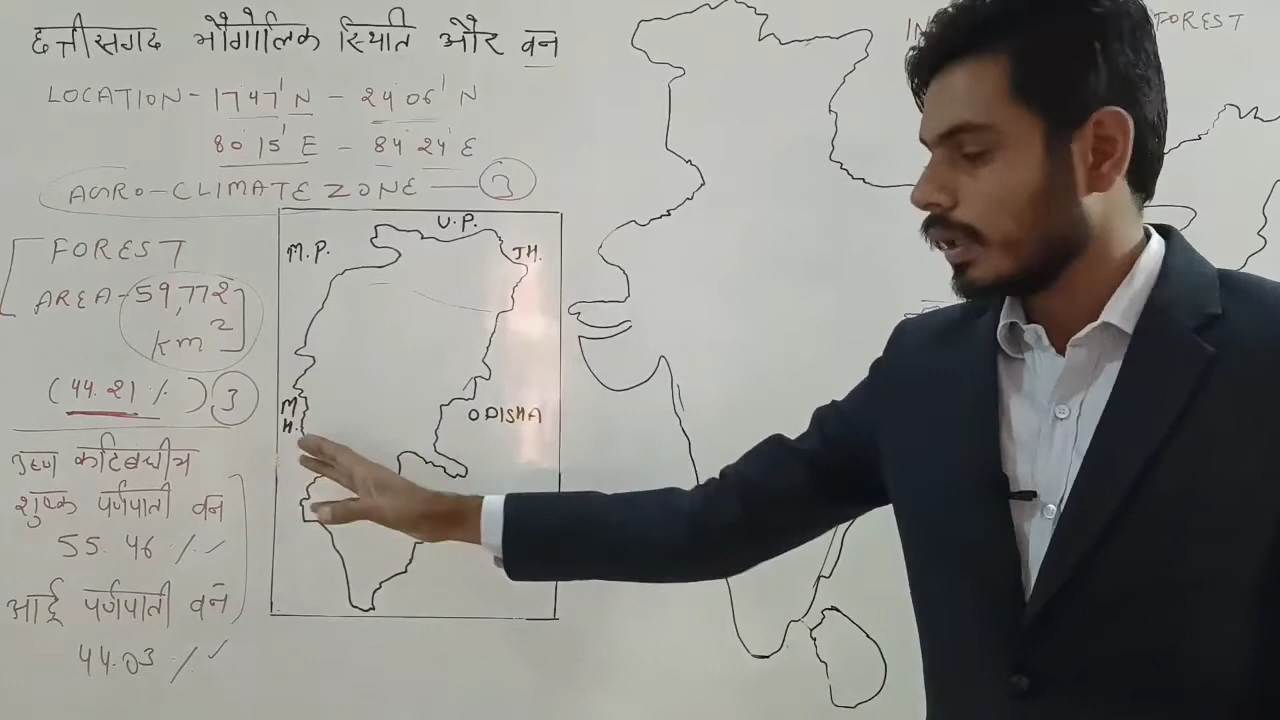 छत्तीसगढ भौगोलिक स्थिति और वन
LOCATION - 17°47' N - 24°06' N
80°15' E - 84°24' E
AGRO-CLIMATE ZONE — 3
FOREST
AREA - 59,772
km²
(44.21 %) 3
उष्ण कटिबंधीय
शुष्क पर्णपाती वन
55.46 %
आर्द्र पर्णपाती वन
44.03 %
U.P.
M.P.
JH.
M
H.
ODISHA
FOREST